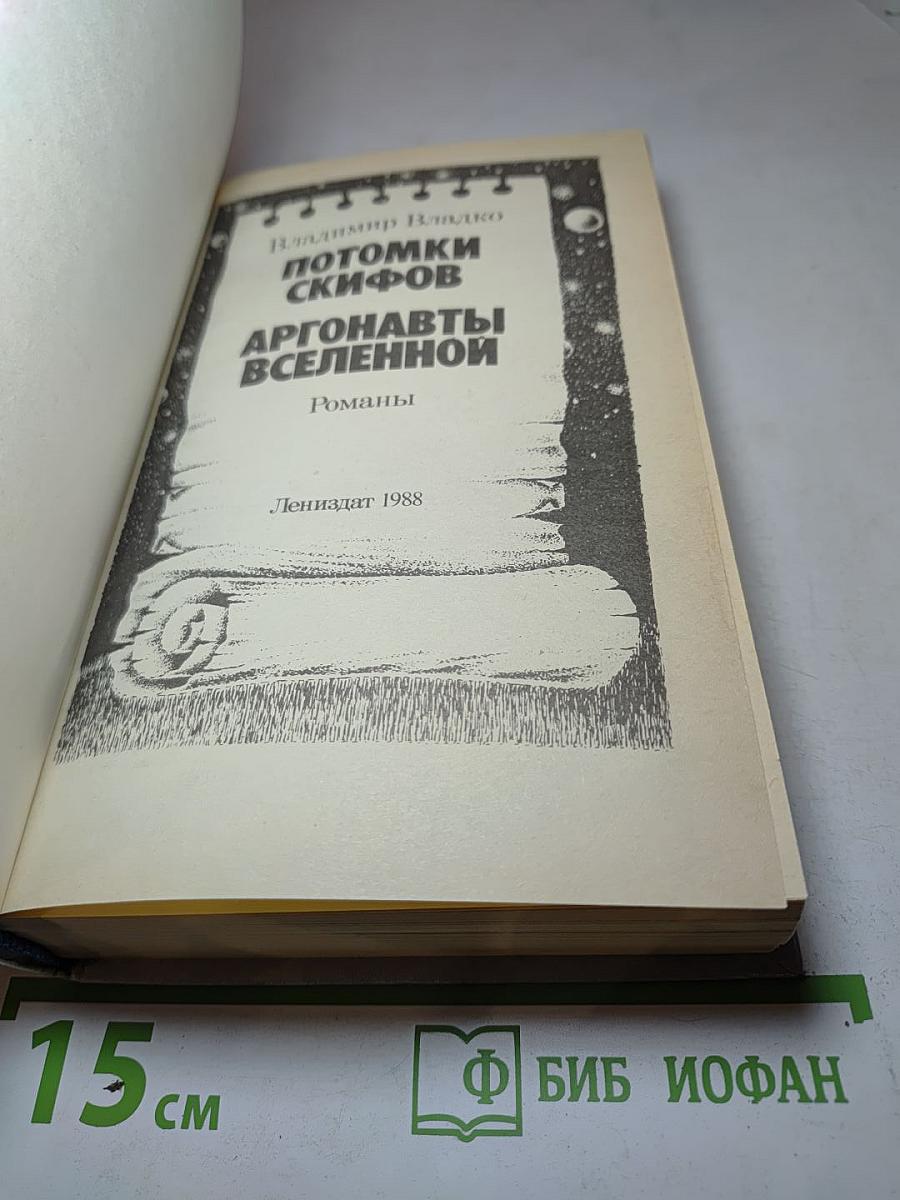 Владимир Владко
ПОТОМКИ
СКИФОВ
АРГОНАВТЫ
ВСЕЛЕННОЙ
Романы
Лениздат 1988
15 см
Ф БИБ ИОФАН